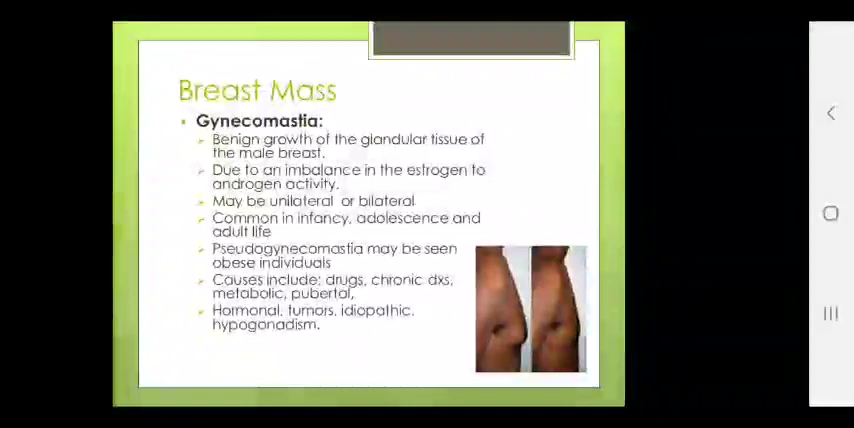 Breast Mass
Gynecomastia:
Benign growth of the glandular tissue of
the male breast.
Due to an imbalance in the estrogen to
androgen activity.
May be unilateral or bilateral
Common in infancy, adolescence and
adult life
Pseudogynecomastia may be seen
obese individuals
Causes include: drugs, chronic dxs,
metabolic, pubertal,
Hormonal, tumors, idiopathic,
hypogonadism.